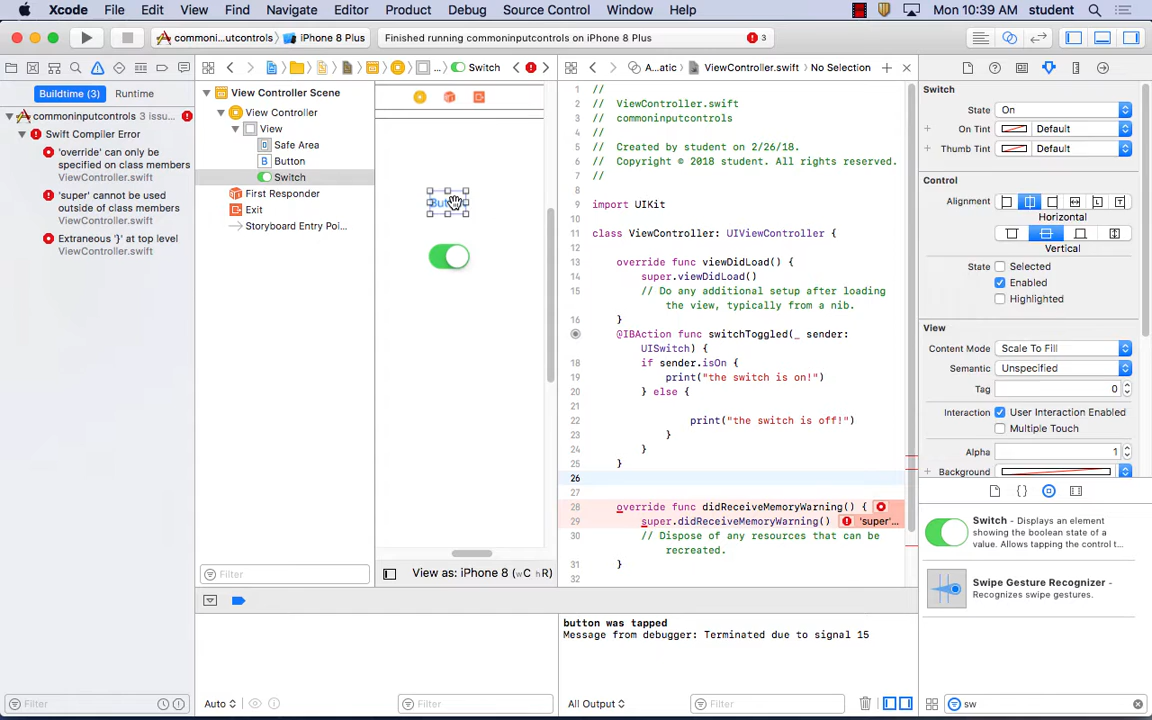 Xcode File Edit View Find Navigate Editor Product Debug Source Control Window Help Mon 10:39 AM student
commoni...utcontrols iPhone 8 Plus Finished running commoninputcontrols on iPhone 8 Plus 3
Switch
A...atic ViewController.swift No Selection
Buildtime (3) Runtime
commoninputcontrols 3 issu...
Swift Compiler Error
'override' can only be
specified on class members
ViewController.swift
'super' cannot be used
outside of class members
ViewController.swift
Extraneous '}' at top level
ViewController.swift
Filter
View Controller Scene
View Controller
View
Safe Area
B Button
Switch
First Responder
Exit
Storyboard Entry Poi...
Filter
View as: iPhone 8 (wC hR)
1 //
2 // ViewController.swift
3 // commoninputcontrols
4 //
5 // Created by student on 2/26/18.
6 // Copyright © 2018 student. All rights reserved.
7 //
8
9 import UIKit
10
11 class ViewController: UIViewController {
12
13 override func viewDidLoad() {
14 super.viewDidLoad()
15 // Do any additional setup after loading
the view, typically from a nib.
16 }
@IBAction func switchToggled(_ sender:
UISwitch) {
18 if sender.isOn {
19 print("the switch is on!")
20 } else {
21
22 print("the switch is off!")
23 }
24 }
25 }
26
27
28 override func didReceiveMemoryWarning() {
29 super.didReceiveMemoryWarning() 'super'...
30 // Dispose of any resources that can be
recreated.
31 }
32
Auto
Filter
button was tapped
Message from debugger: Terminated due to signal 15
All Output
Filter
Switch
State On
On Tint Default
Thumb Tint Default
Control
Alignment
Horizontal
Vertical
State Selected
Enabled
Highlighted
View
Content Mode Scale To Fill
Semantic Unspecified
Tag 0
Interaction User Interaction Enabled
Multiple Touch
Alpha 1
Background
Switch - Displays an element
showing the boolean state of a
value. Allows tapping the control t...
Swipe Gesture Recognizer -
Recognizes swipe gestures.
sw